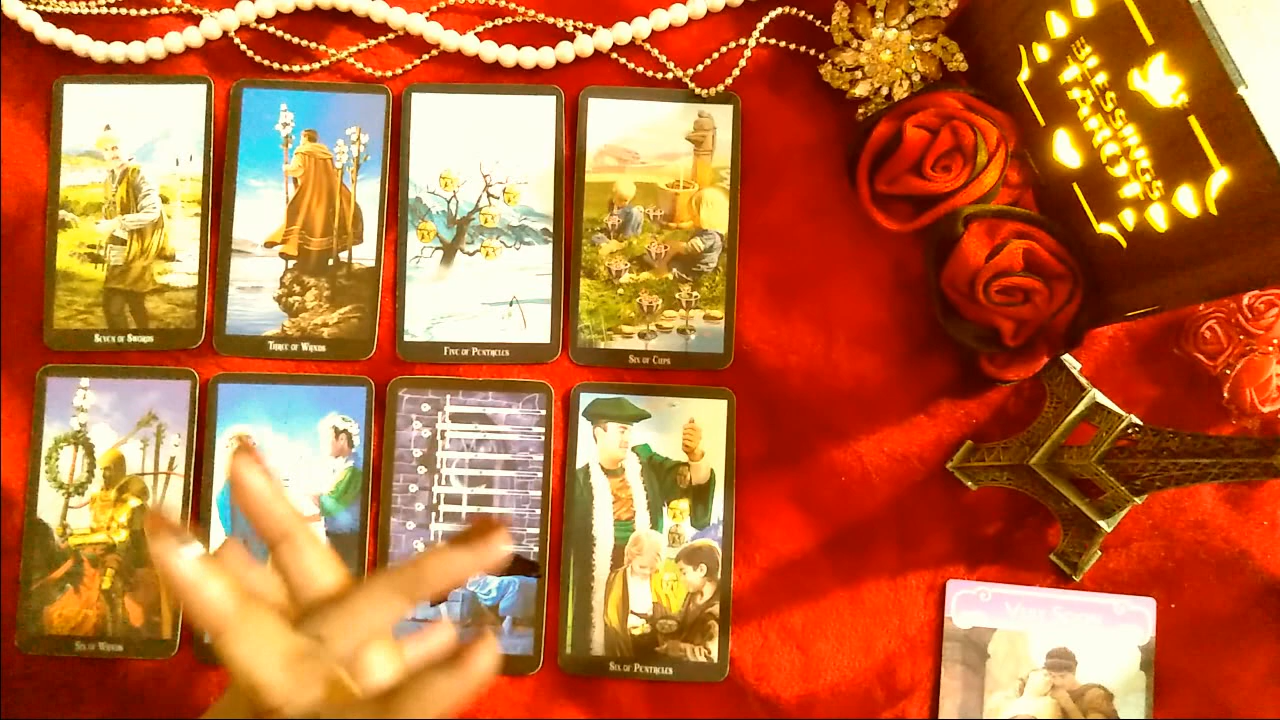 BLESSINGS
TAROT
SEVEN OF SWORDS
THREE OF WANDS
FIVE OF PENTACLES
SIX OF CUPS
SIX OF WANDS
SIX OF PENTACLES